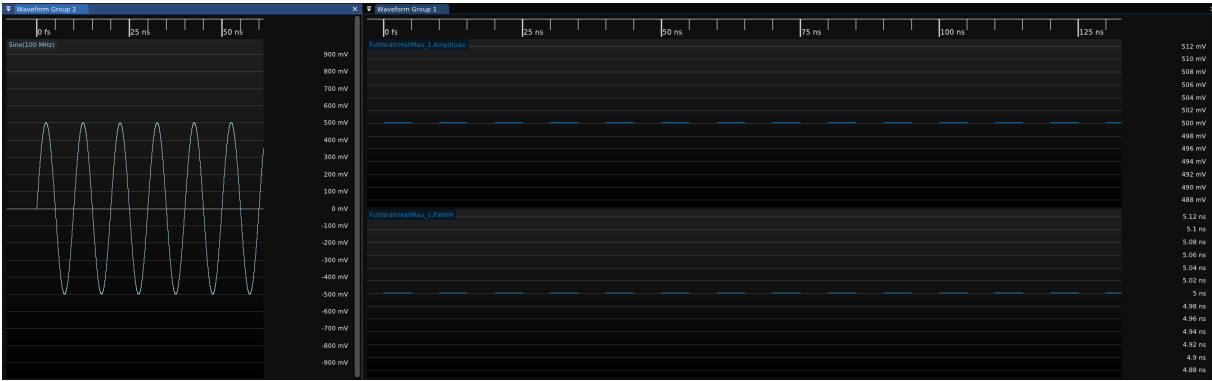 Waveform Group 2
0 fs 25 ns 50 ns
Sine(100 MHz)
900 mV
800 mV
700 mV
600 mV
500 mV
400 mV
300 mV
200 mV
100 mV
0 mV
-100 mV
-200 mV
-300 mV
-400 mV
-500 mV
-600 mV
-700 mV
-800 mV
-900 mV
Waveform Group 1
0 fs 25 ns 50 ns 75 ns 100 ns 125 ns
FullWidthHalfMax_1.Amplitude
512 mV
510 mV
508 mV
506 mV
504 mV
502 mV
500 mV
498 mV
496 mV
494 mV
492 mV
490 mV
488 mV
FullWidthHalfMax_1.FWHM
5.12 ns
5.1 ns
5.08 ns
5.06 ns
5.04 ns
5.02 ns
5 ns
4.98 ns
4.96 ns
4.94 ns
4.92 ns
4.9 ns
4.88 ns